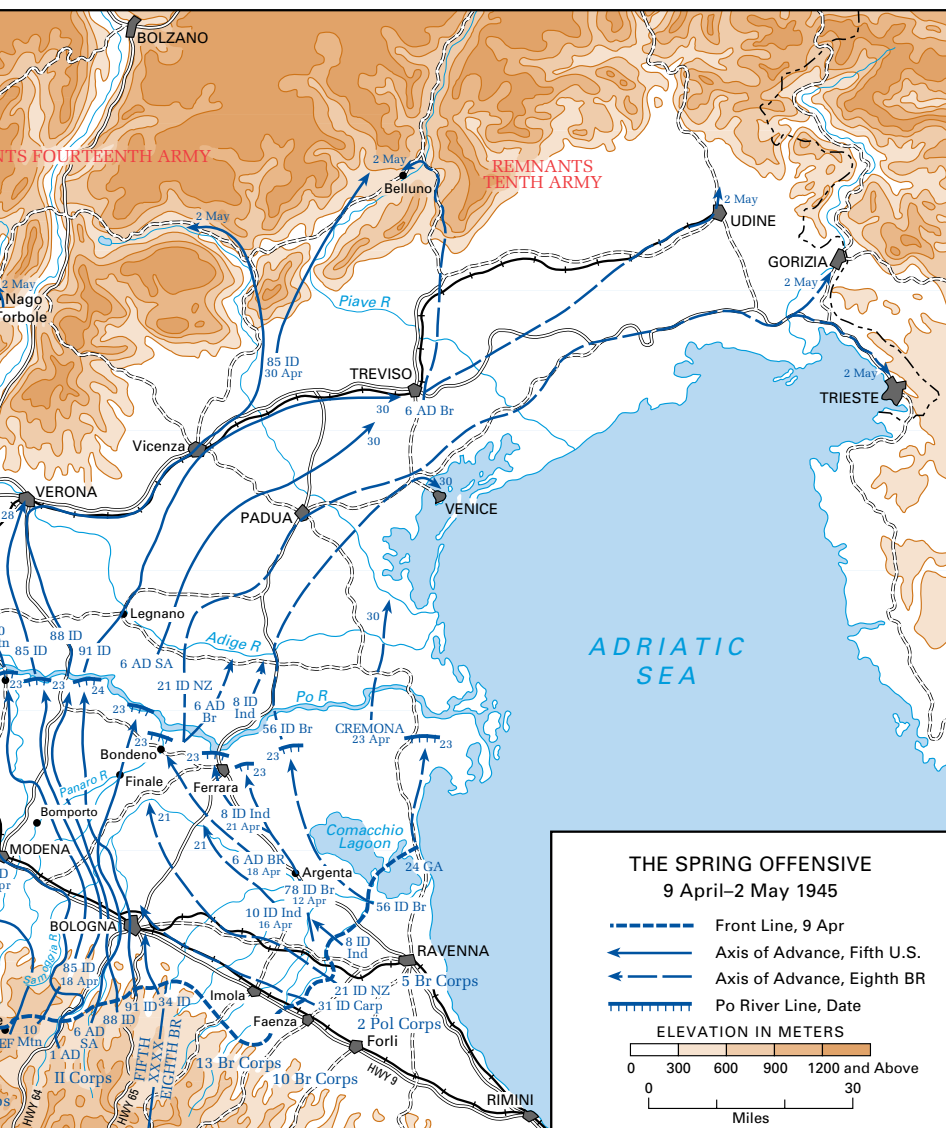 BOLZANO
NTS FOURTEENTH ARMY
2 May
Belluno
REMNANTS
TENTH ARMY
2 May
2 May
UDINE
GORIZIA
2 May
2 May
Nago
Torbole
Piave R
85 ID
30 Apr
TREVISO
2 May
TRIESTE
30
6 AD Br
30
Vicenza
VERONA
28
30
VENICE
PADUA
Legnano
30
88 ID
85 ID
91 ID
Adige R
6 AD SA
ADRIATIC
SEA
23
23
24
21 ID NZ
6 AD
Br
8 ID
Ind
Po R
23
56 ID Br
CREMONA
23 Apr
23
23
Bondeno
23
23
23
Finale
Panaro R
Ferrara
Bomporto
21
8 ID Ind
21 Apr
Comacchio
Lagoon
MODENA
21
6 AD BR
18 Apr
Argenta
24 GA
78 ID Br
12 Apr
56 ID Br
10 ID Ind
16 Apr
BOLOGNA
8 ID
Ind
RAVENNA
Samoggia R
85 ID
18 Apr
5 Br Corps
21 ID NZ
Imola
31 ID Carp
91 ID
34 ID
88 ID
Faenza
2 Pol Corps
10
Mtn
6 AD
SA
Forli
1 AD
II Corps
FIFTH
XXXX
EIGHTH BR
13 Br Corps
10 Br Corps
HWY 9
HWY 64
HWY 65
RIMINI
THE SPRING OFFENSIVE
9 April–2 May 1945
Front Line, 9 Apr
Axis of Advance, Fifth U.S.
Axis of Advance, Eighth BR
Po River Line, Date
ELEVATION IN METERS
0 300 600 900 1200 and Above
0 30
Miles